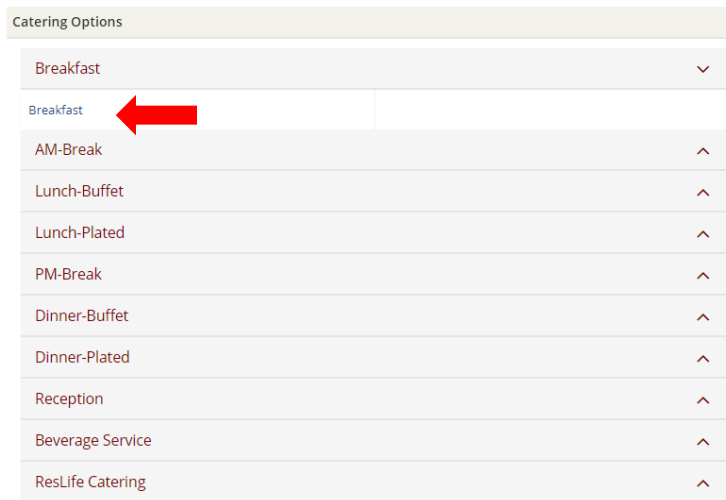 Catering Options
Breakfast
Breakfast
AM-Break
Lunch-Buffet
Lunch-Plated
PM-Break
Dinner-Buffet
Dinner-Plated
Reception
Beverage Service
ResLife Catering